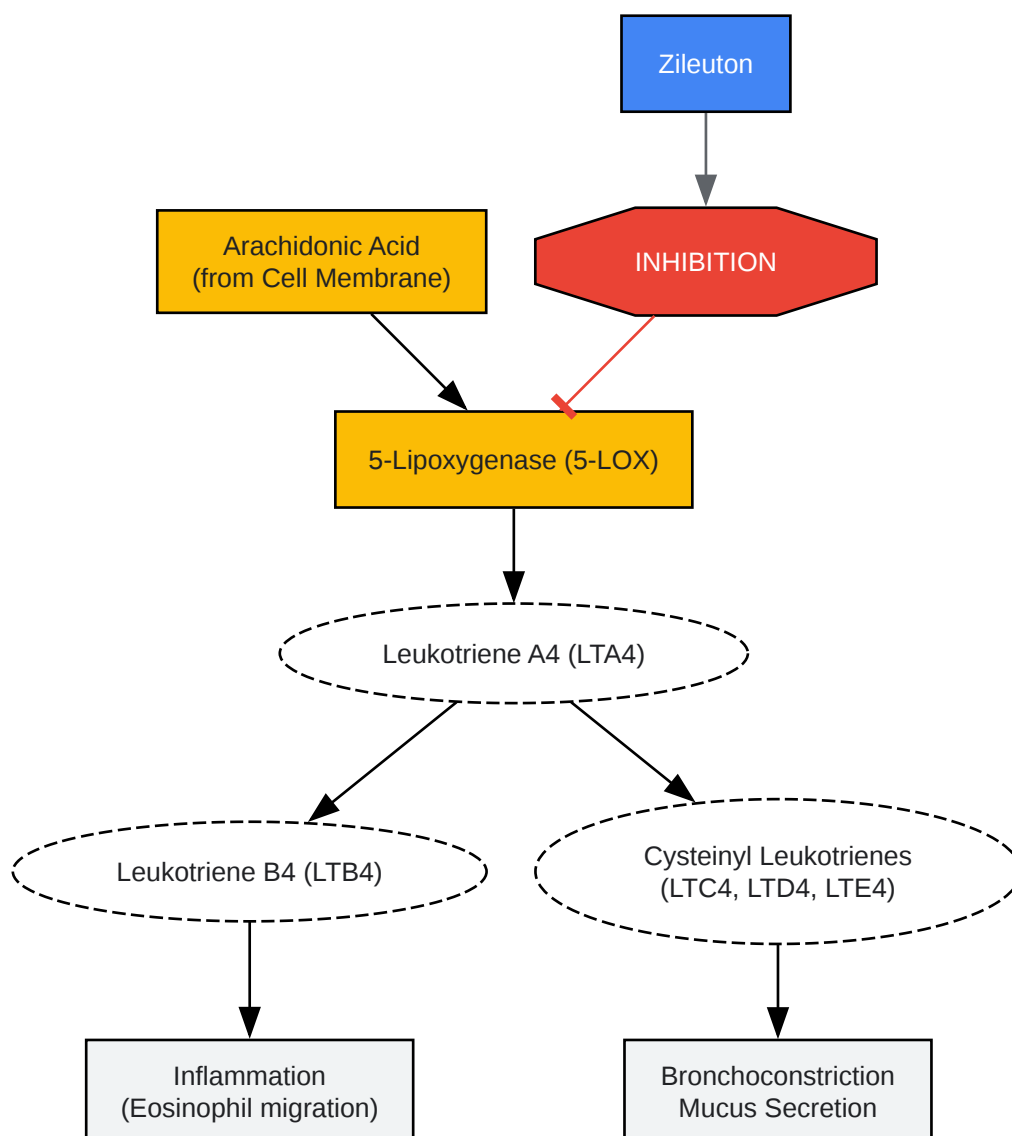 Zileuton
Arachidonic Acid
(from Cell Membrane)
INHIBITION
5-Lipoxygenase (5-LOX)
Leukotriene A4 (LTA4)
Leukotriene B4 (LTB4)
Cysteinyl Leukotrienes
(LTC4, LTD4, LTE4)
Inflammation
(Eosinophil migration)
Bronchoconstriction
Mucus Secretion